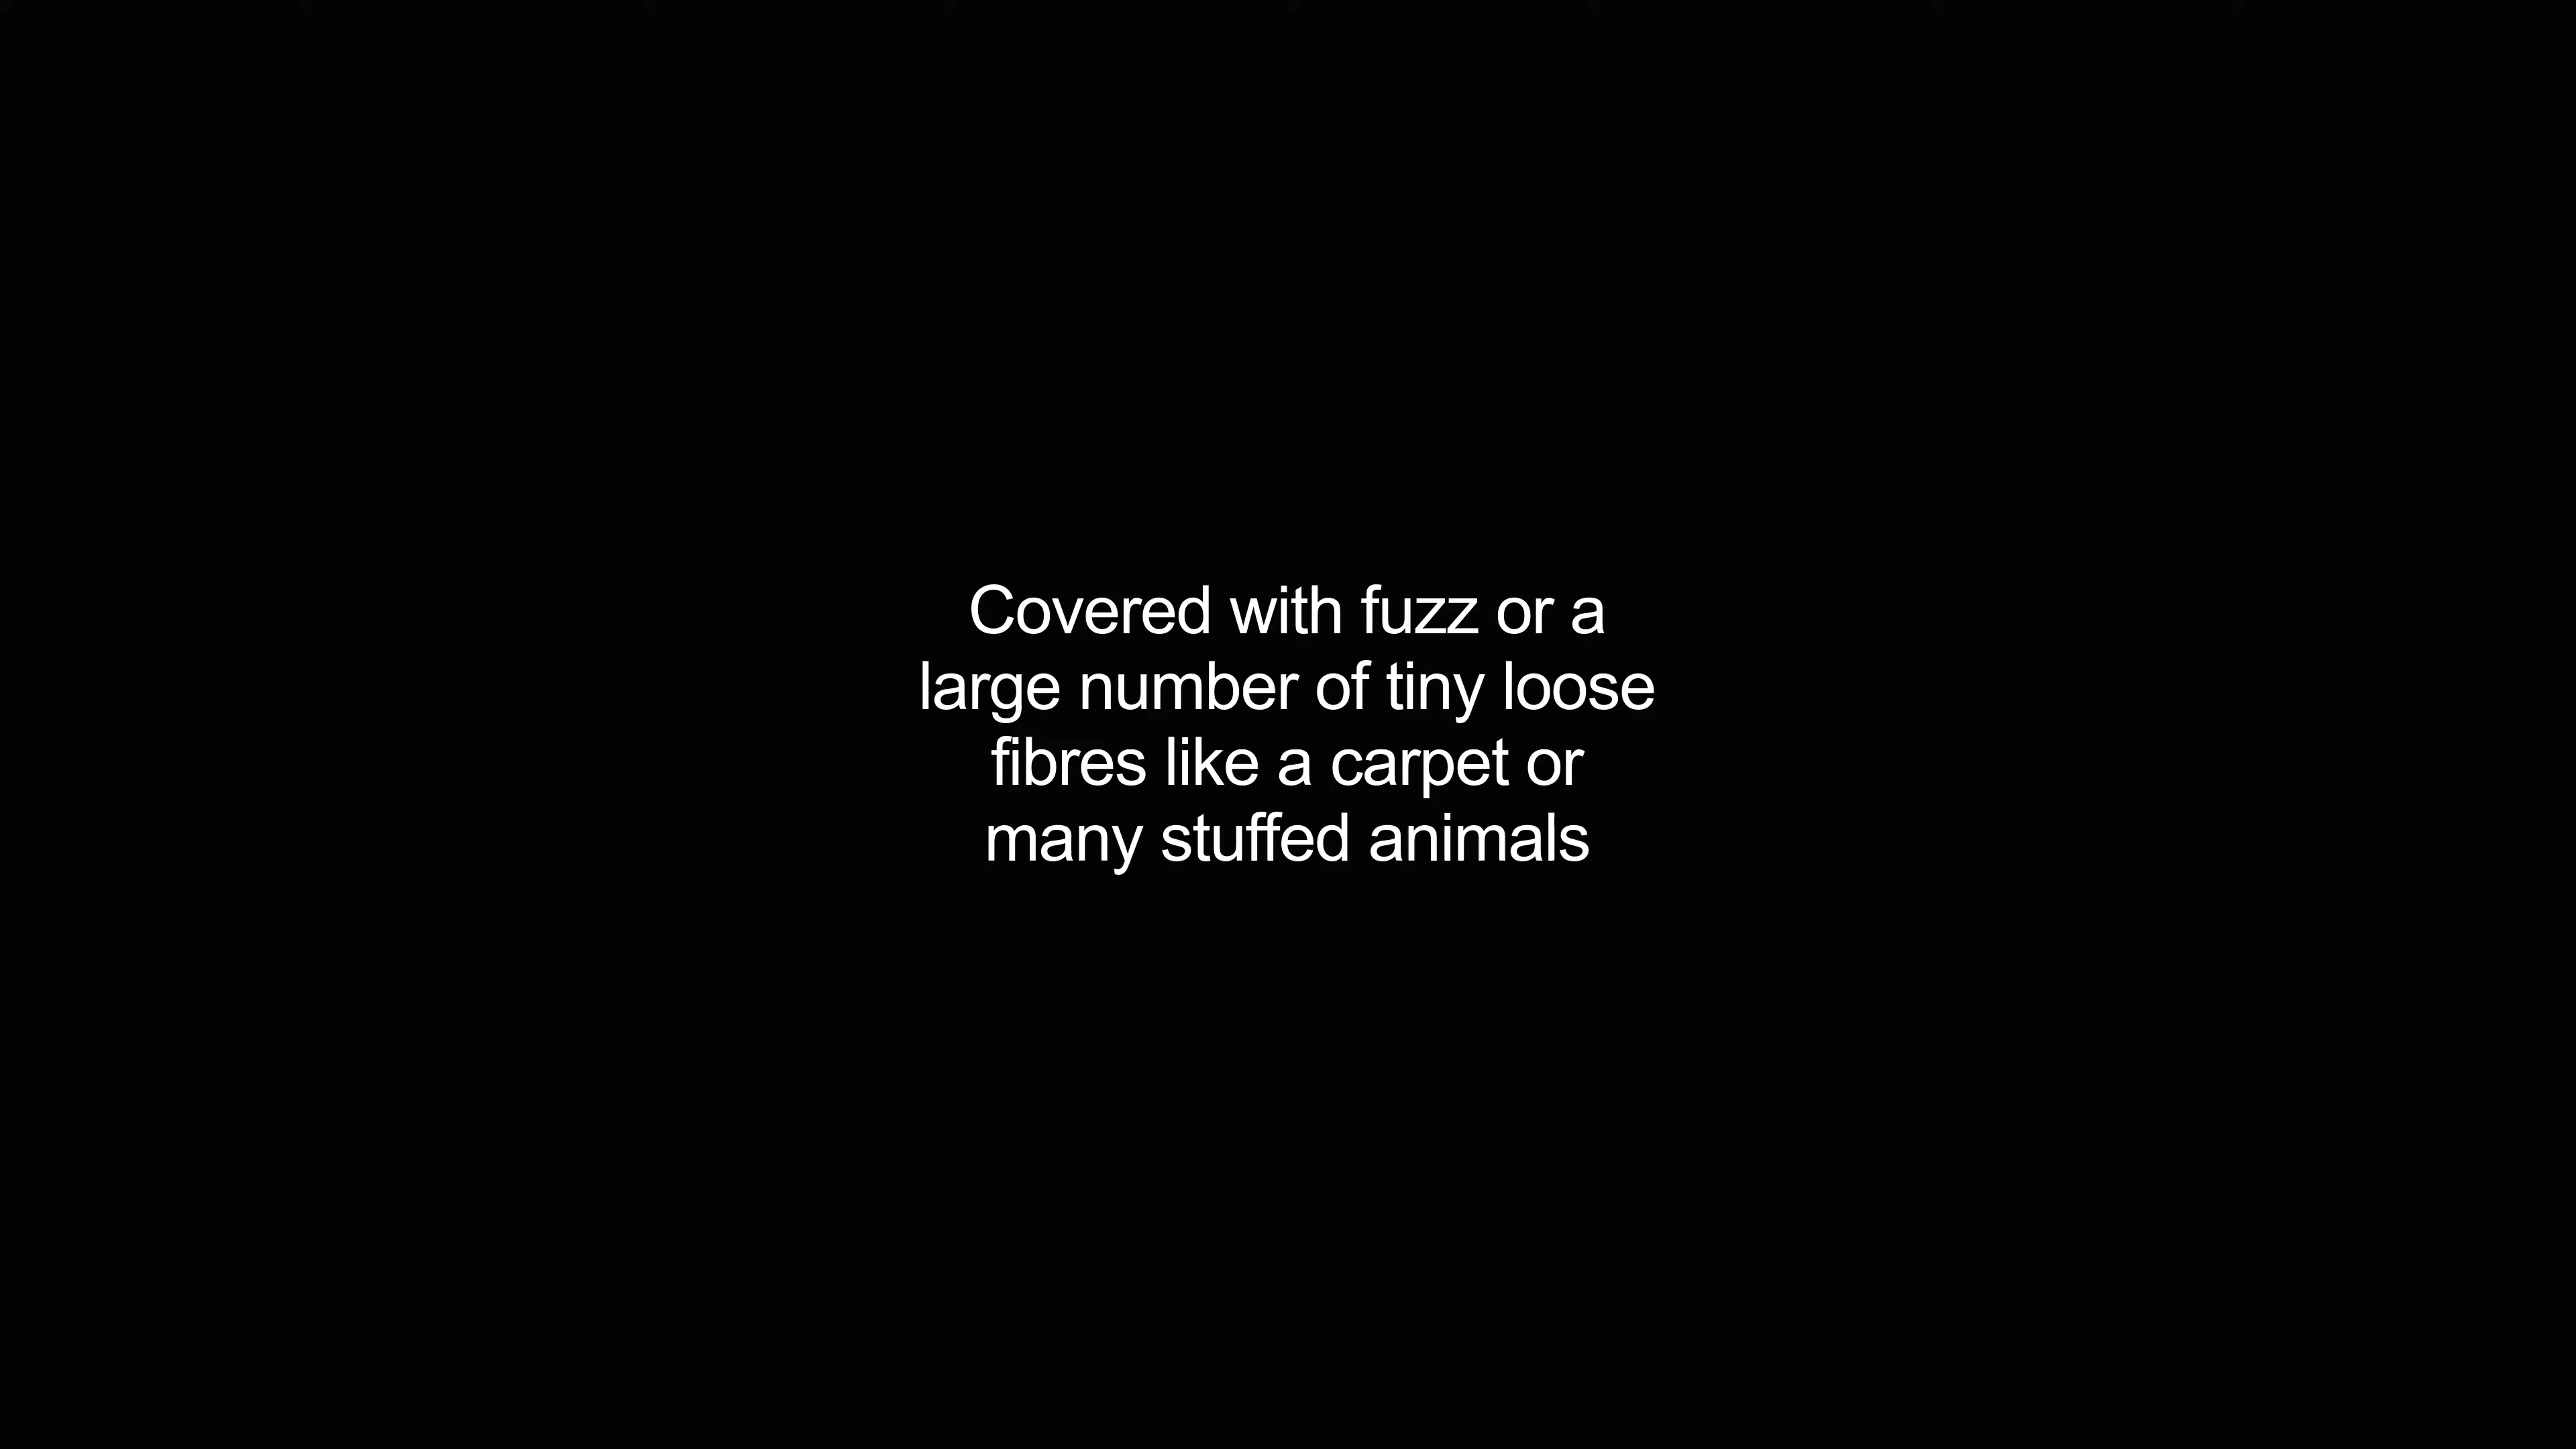 Covered with fuzz or a
large number of tiny loose
fibres like a carpet or
many stuffed animals